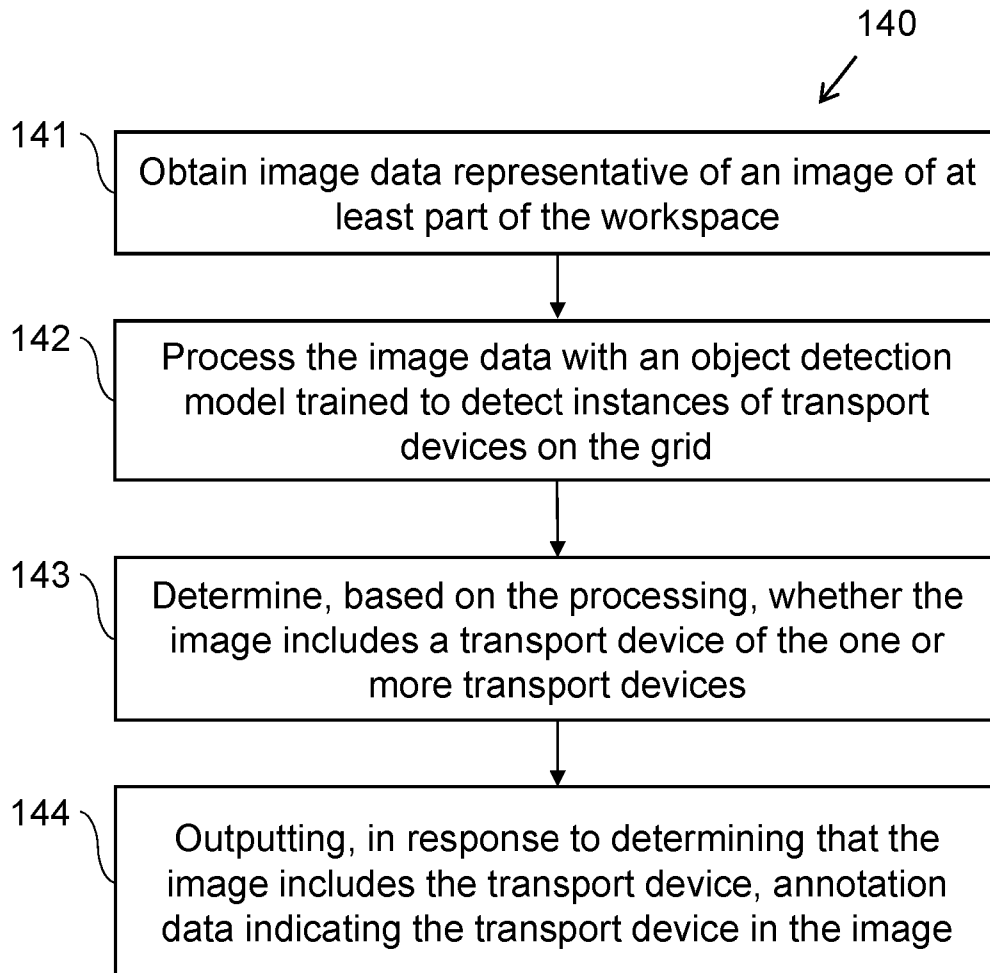 140
141
Obtain image data representative of an image of at
least part of the workspace
142
Process the image data with an object detection
model trained to detect instances of transport
devices on the grid
143
Determine, based on the processing, whether the
image includes a transport device of the one or
more transport devices
144
Outputting, in response to determining that the
image includes the transport device, annotation
data indicating the transport device in the image